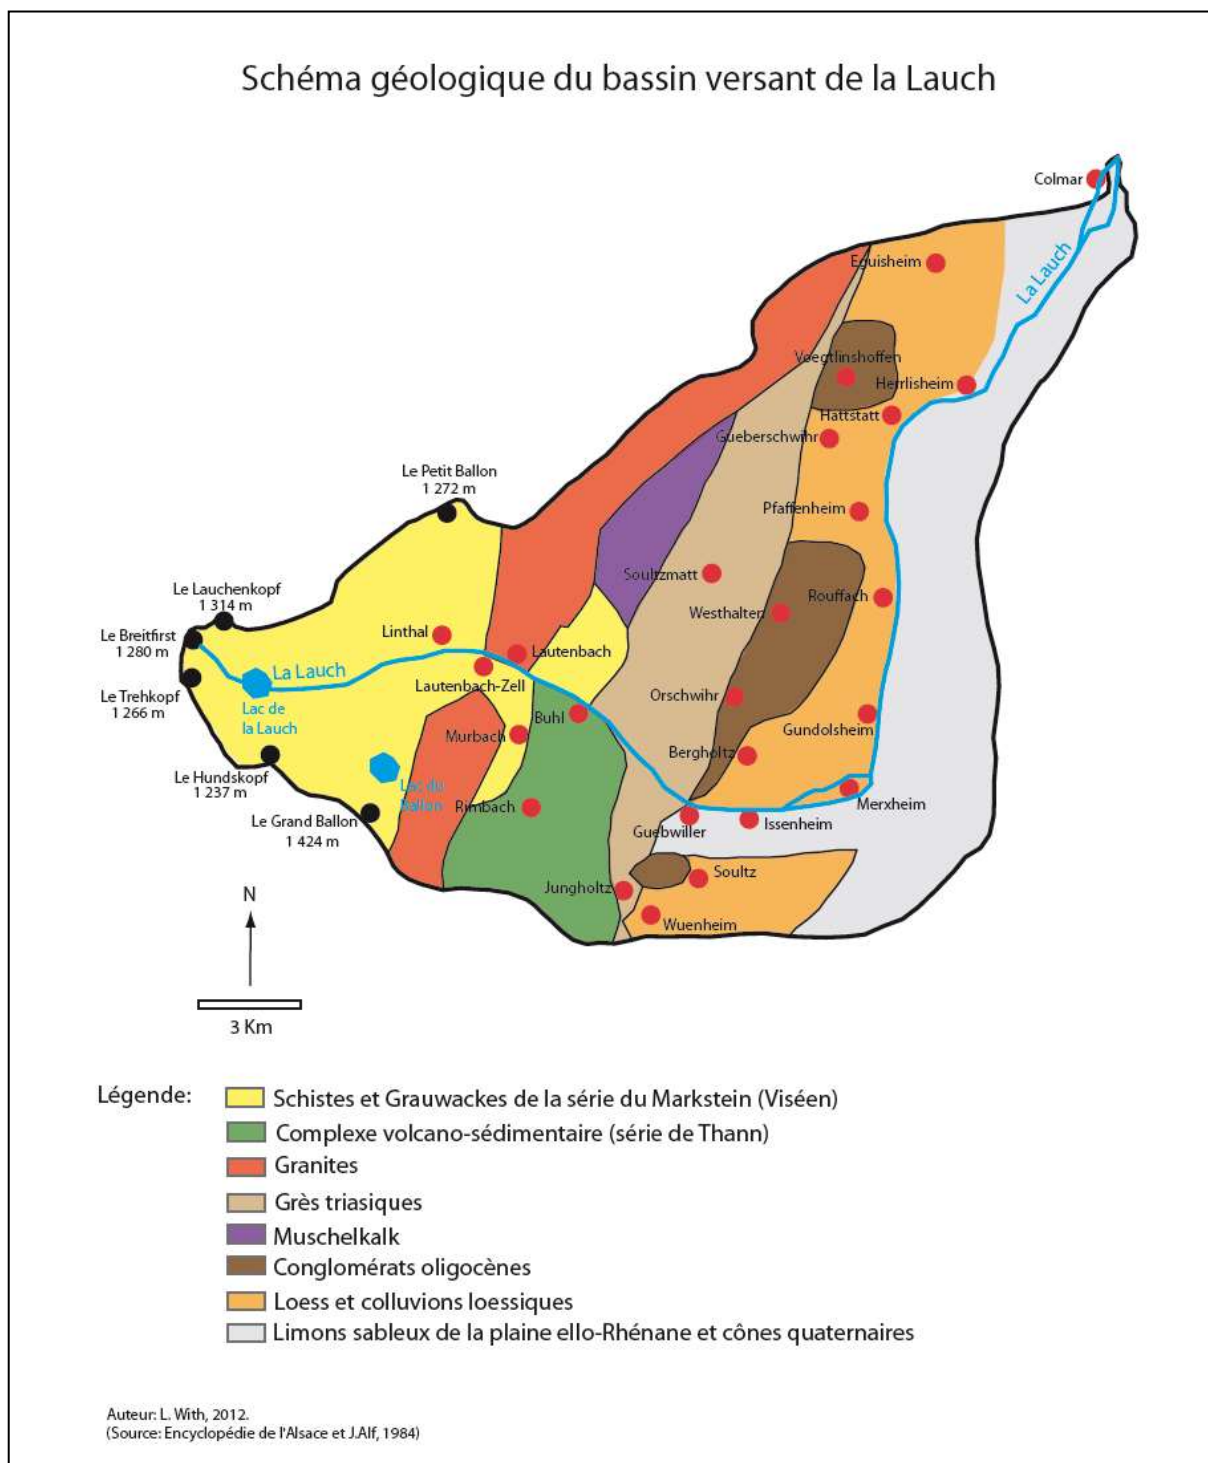 Schéma géologique du bassin versant de la Lauch
Colmar
La Lauch
Eguisheim
Voegtlinshoffen
Herrlisheim
Hattstatt
Gueberschwihr
Le Petit Ballon
1 272 m
Pfaffenheim
Soultzmatt
Le Lauchenkopf
1 314 m
Rouffach
Westhalten
Le Breitfirst
1 280 m
Linthal
Lautenbach
La Lauch
Lautenbach-Zell
Le Trehkopf
1 266 m
Lac de
la Lauch
Orschwihr
Buhl
Gundolsheim
Murbach
Bergholtz
Le Hundskopf
1 237 m
Lac du
Ballon
Rimbach
Merxheim
Le Grand Ballon
1 424 m
Guebwiller
Issenheim
Soultz
Jungholtz
Wuenheim
N
3 Km
Légende:
Schistes et Grauwackes de la série du Markstein (Viséen)
Complexe volcano-sédimentaire (série de Thann)
Granites
Grès triasiques
Muschelkalk
Conglomérats oligocènes
Loess et colluvions loessiques
Limons sableux de la plaine ello-Rhénane et cônes quaternaires
Auteur: L. With, 2012.
(Source: Encyclopédie de l'Alsace et J.Alf, 1984)